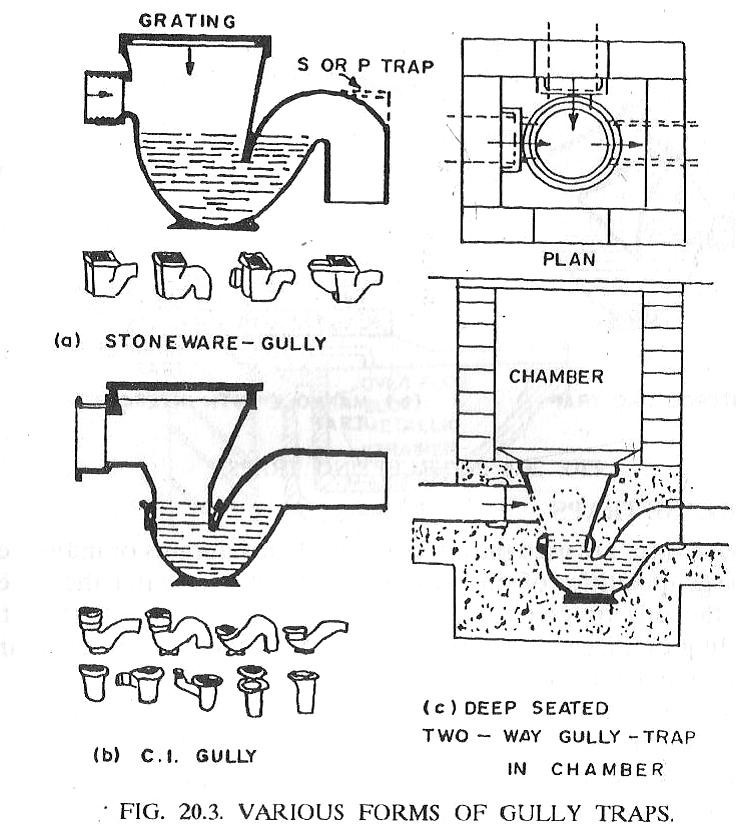 GRATING
S OR P TRAP
(a) STONEWARE-GULLY
(b) C.I. GULLY
PLAN
CHAMBER
(c) DEEP SEATED
TWO-WAY GULLY-TRAP
IN CHAMBER
FIG. 20.3. VARIOUS FORMS OF GULLY TRAPS.